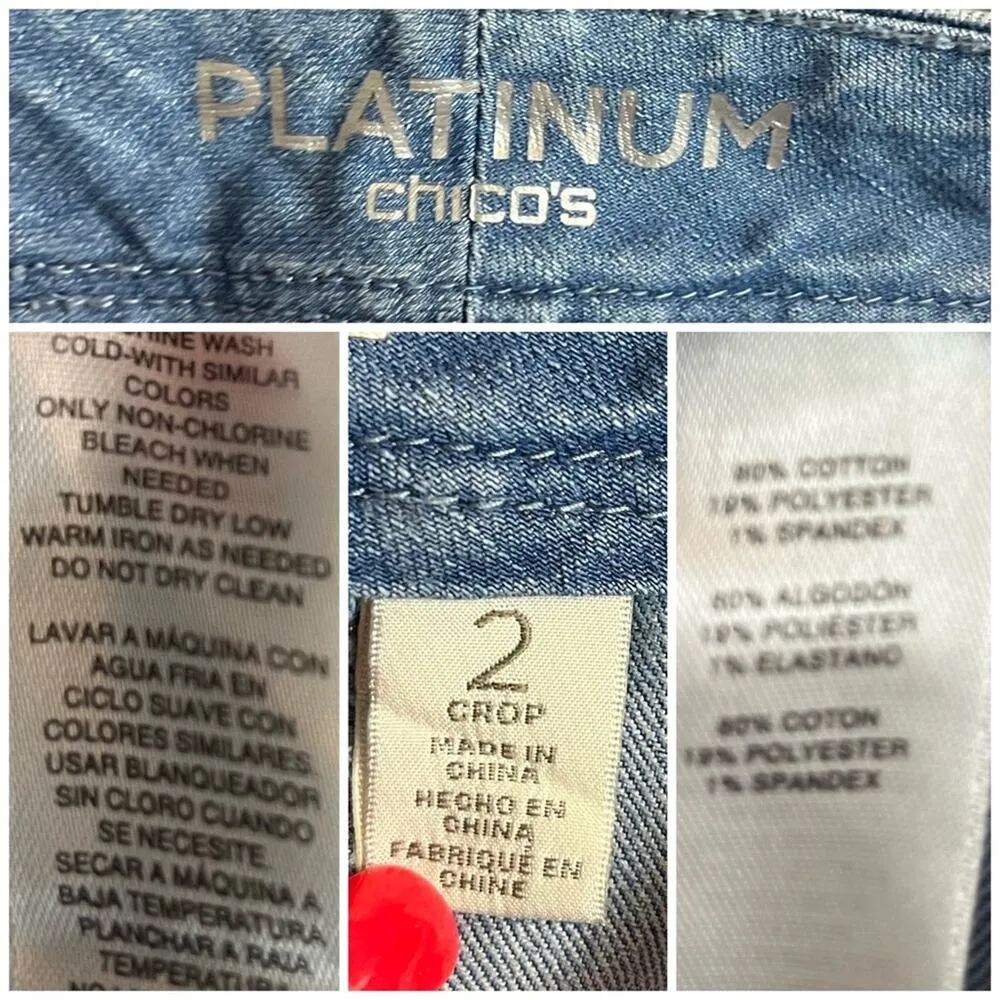 PLATINUM
chico's
HINE WASH
COLD-WITH SIMILAR
COLORS
ONLY NON-CHLORINE
BLEACH WHEN
NEEDED
TUMBLE DRY LOW
WARM IRON AS NEEDED
DO NOT DRY CLEAN
LAVAR A MÁQUINA CON
AGUA FRIA EN
CICLO SUAVE CON
COLORES SIMILARES.
USAR BLANQUEADOR
SIN CLORO CUANDO
SE NECESITE.
SECAR A MÁQUINA A
BAJA TEMPERATURA
PLANCHAR A BAJA
TEMPERATURA
2
CROP
MADE IN
CHINA
HECHO EN
CHINA
FABRIQUÉ EN
CHINE
80% COTTON
19% POLYESTER
1% SPANDEX
80% ALGODÓN
19% POLIÉSTER
1% ELASTANO
80% COTON
19% POLYESTER
1% SPANDEX